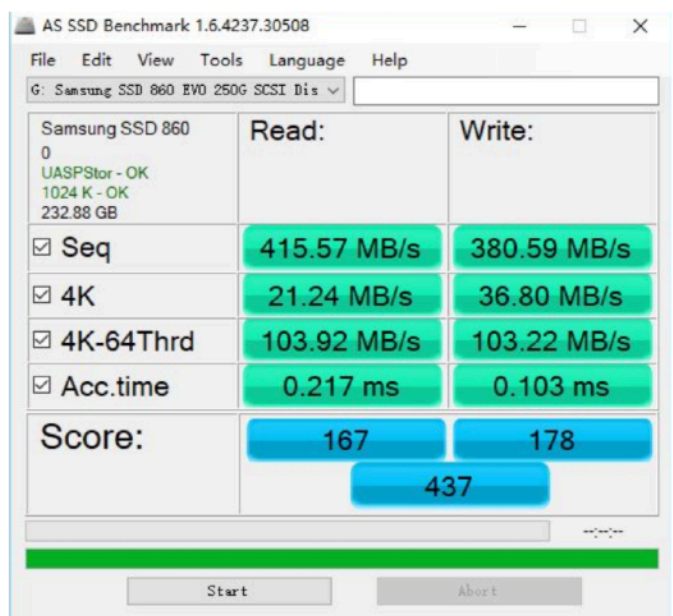 AS SSD Benchmark 1.6.4237.30508
File Edit View Tools Language Help
G: Samsung SSD 860 EVO 250G SCSI Dis
Samsung SSD 860
0
UASPStor - OK
1024 K - OK
232.88 GB
Read:
Write:
Seq 415.57 MB/s 380.59 MB/s
4K 21.24 MB/s 36.80 MB/s
4K-64Thrd 103.92 MB/s 103.22 MB/s
Acc.time 0.217 ms 0.103 ms
Score: 167 178
437
--:--:--
Start Abort